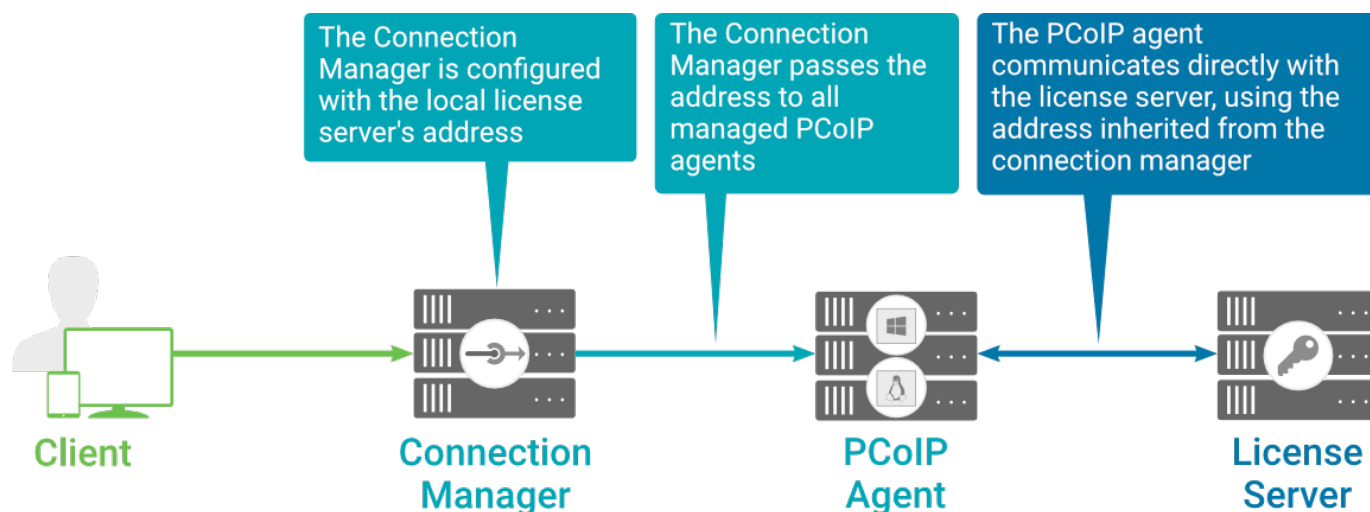 The Connection
Manager is configured
with the local license
server's address
The Connection
Manager passes the
address to all
managed PCoIP
agents
The PCoIP agent
communicates directly with
the license server, using the
address inherited from the
connection manager
Client
Connection
Manager
PCoIP
Agent
License
Server